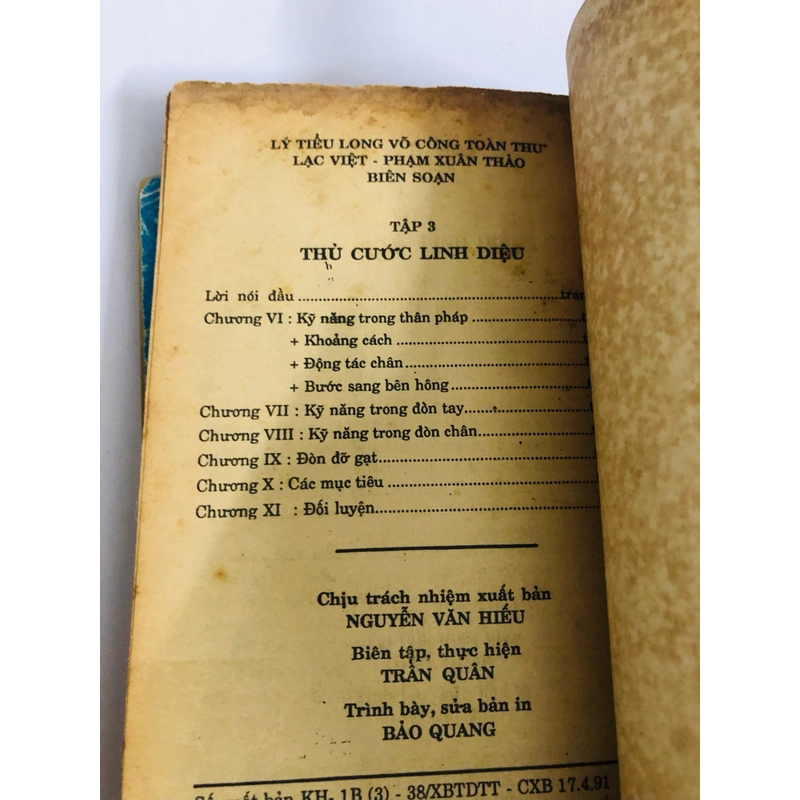 LÝ TIỂU LONG VÕ CÔNG TOÀN THƯ
LẠC VIỆT - PHẠM XUÂN THẢO
BIÊN SOẠN
TẬP 3
THỦ CƯỚC LINH DIỆU
Lời nói đầu
Chương VI : Kỹ năng trong thân pháp
+ Khoảng cách
+ Động tác chân
+ Bước sang bên hông
Chương VII : Kỹ năng trong đòn tay
Chương VIII : Kỹ năng trong đòn chân
Chương IX : Đòn đỡ gạt
Chương X : Các mục tiêu
Chương XI : Đối luyện
Chịu trách nhiệm xuất bản
NGUYỄN VĂN HIẾU
Biên tập, thực hiện
TRẦN QUÂN
Trình bày, sửa bản in
BẢO QUANG
Số xuất bản KH- 1B (3) - 38/XBTDTT - CXB 17.4.91